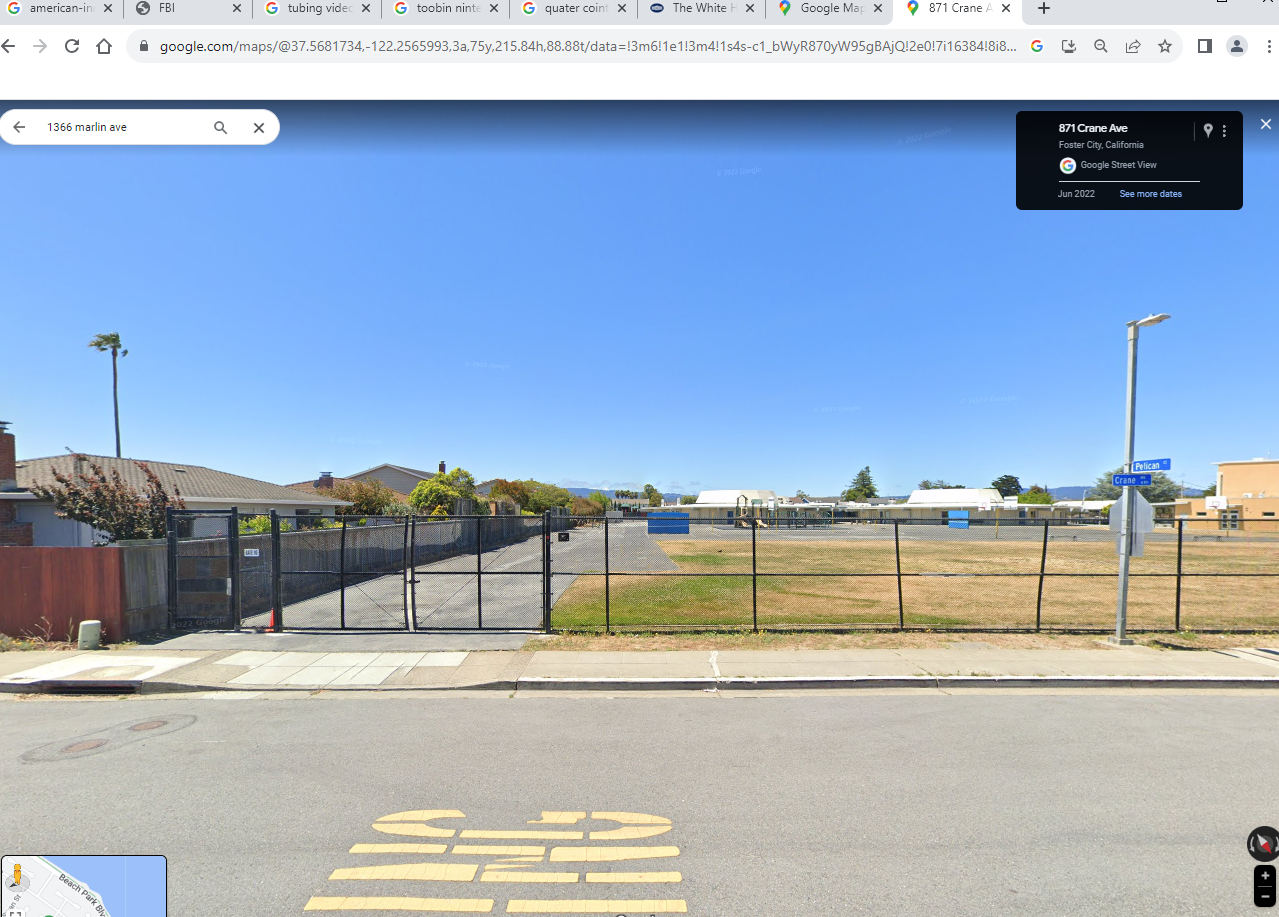 american-in
FBI
tubing video
toobin ninte
quater coin
The White H
Google Map
871 Crane A
google.com/maps/@37.5681734,-122.2565993,3a,75y,215.84h,88.88t/data=!3m6!1e1!3m4!1s4s-c1_bWyR870yW95gBAjQ!2e0!7i16384!8i8...
1366 marlin ave
871 Crane Ave
Foster City, California
Google Street View
Jun 2022
See more dates
Pelican
Crane
2022 Google
Beach Park Blv